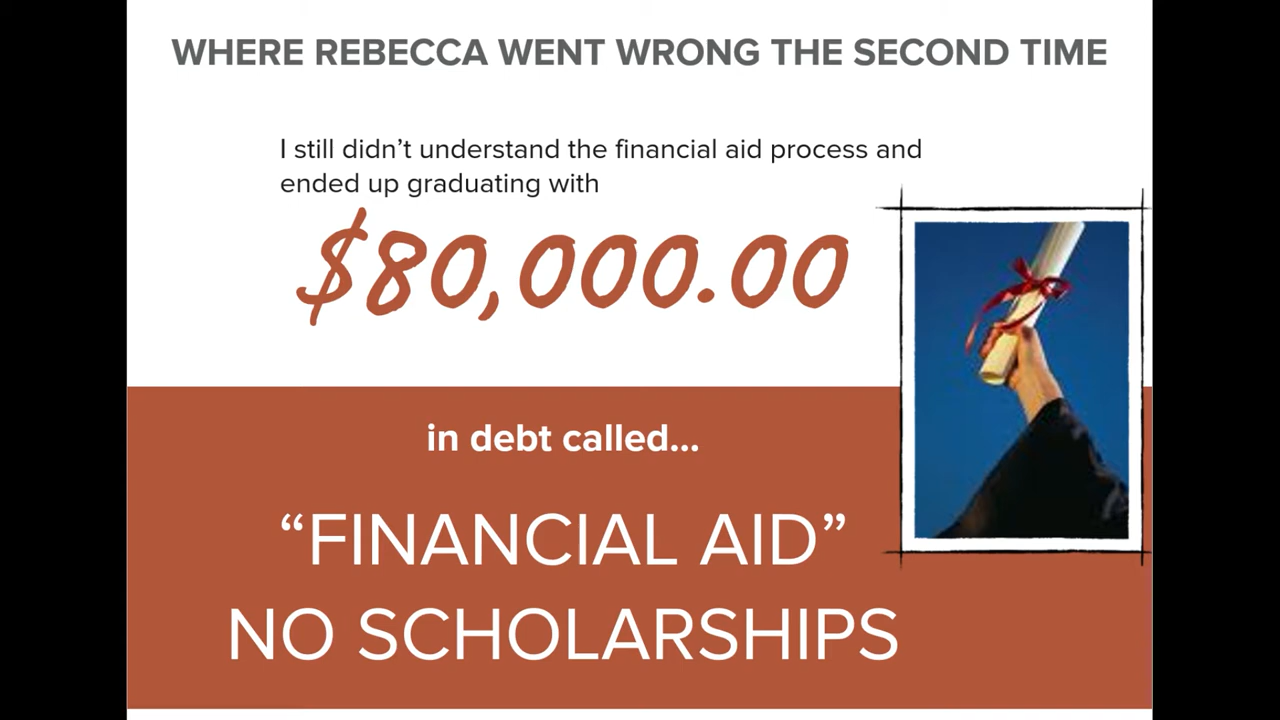 WHERE REBECCA WENT WRONG THE SECOND TIME
I still didn’t understand the financial aid process and
ended up graduating with
$80,000.00
in debt called...
“FINANCIAL AID”
NO SCHOLARSHIPS